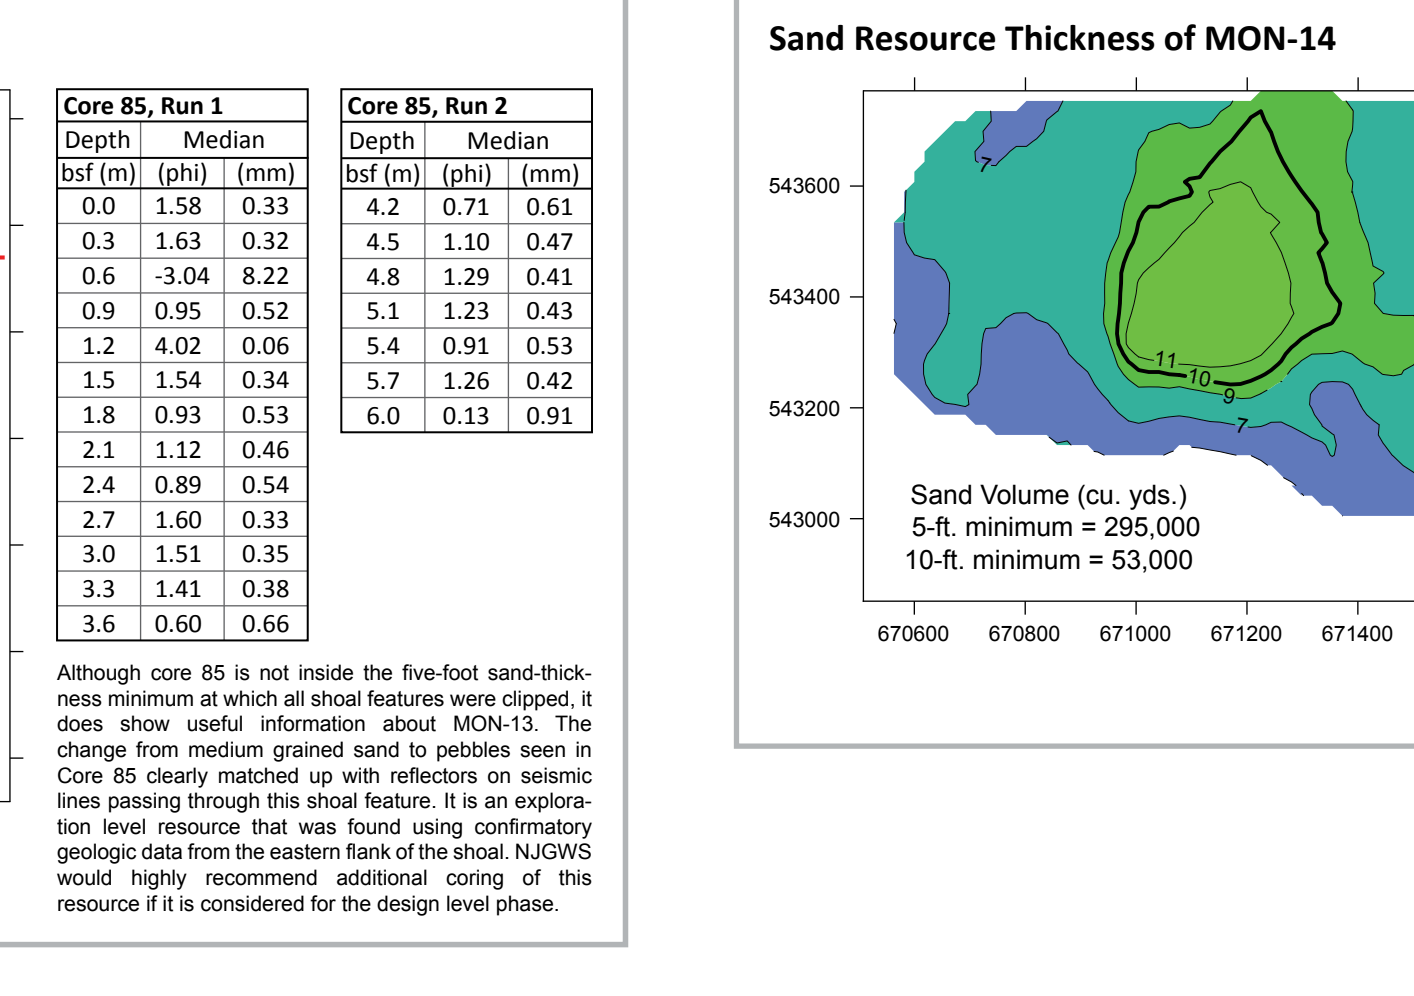 Core 85, Run 1
Depth Median
bsf (m) (phi) (mm)
0.0 1.58 0.33
0.3 1.63 0.32
0.6 -3.04 8.22
0.9 0.95 0.52
1.2 4.02 0.06
1.5 1.54 0.34
1.8 0.93 0.53
2.1 1.12 0.46
2.4 0.89 0.54
2.7 1.60 0.33
3.0 1.51 0.35
3.3 1.41 0.38
3.6 0.60 0.66
Core 85, Run 2
Depth Median
bsf (m) (phi) (mm)
4.2 0.71 0.61
4.5 1.10 0.47
4.8 1.29 0.41
5.1 1.23 0.43
5.4 0.91 0.53
5.7 1.26 0.42
6.0 0.13 0.91
Although core 85 is not inside the five-foot sand-thick-
ness minimum at which all shoal features were clipped, it
does show useful information about MON-13. The
change from medium grained sand to pebbles seen in
Core 85 clearly matched up with reflectors on seismic
lines passing through this shoal feature. It is an explora-
tion level resource that was found using confirmatory
geologic data from the eastern flank of the shoal. NJGWS
would highly recommend additional coring of this
resource if it is considered for the design level phase.
Sand Resource Thickness of MON-14
543600
543400
543200
543000
7
11
10
9
7
Sand Volume (cu. yds.)
5-ft. minimum = 295,000
10-ft. minimum = 53,000
670600 670800 671000 671200 671400